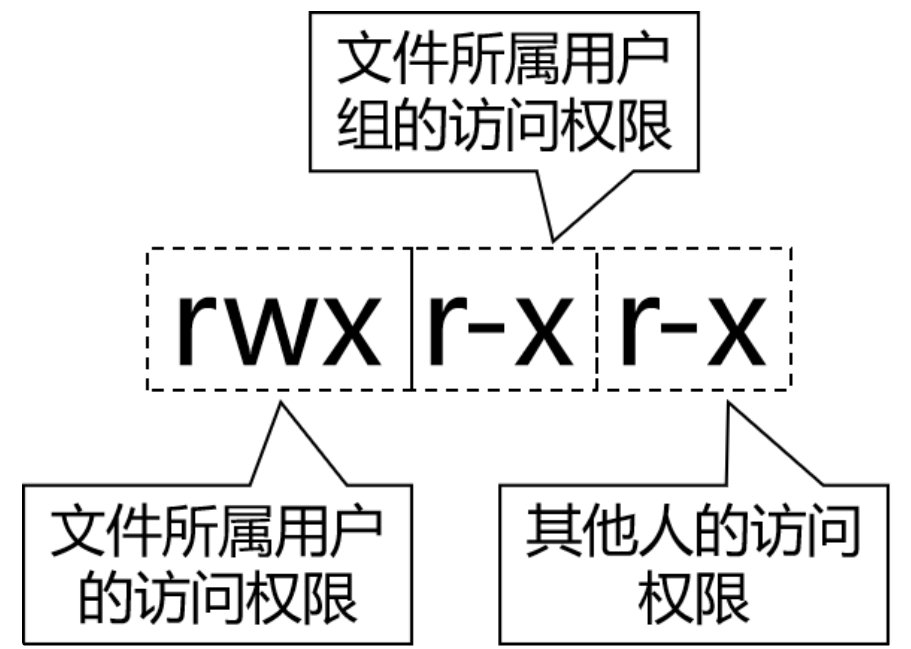 文件所属用户
组的访问权限
rwx r-x r-x
文件所属用户
的访问权限
其他人的访问
权限